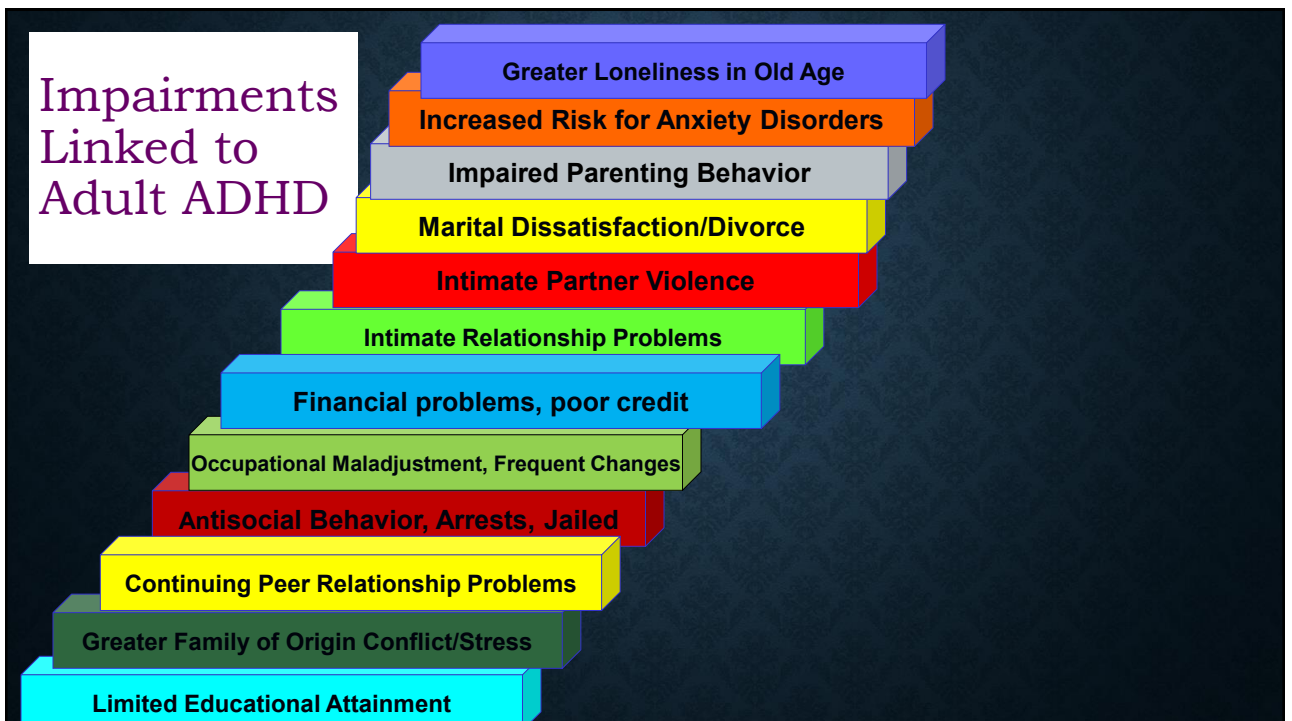 Impairments
Linked to
Adult ADHD
Greater Loneliness in Old Age
Increased Risk for Anxiety Disorders
Impaired Parenting Behavior
Marital Dissatisfaction/Divorce
Intimate Partner Violence
Intimate Relationship Problems
Financial problems, poor credit
Occupational Maladjustment, Frequent Changes
Antisocial Behavior, Arrests, Jailed
Continuing Peer Relationship Problems
Greater Family of Origin Conflict/Stress
Limited Educational Attainment